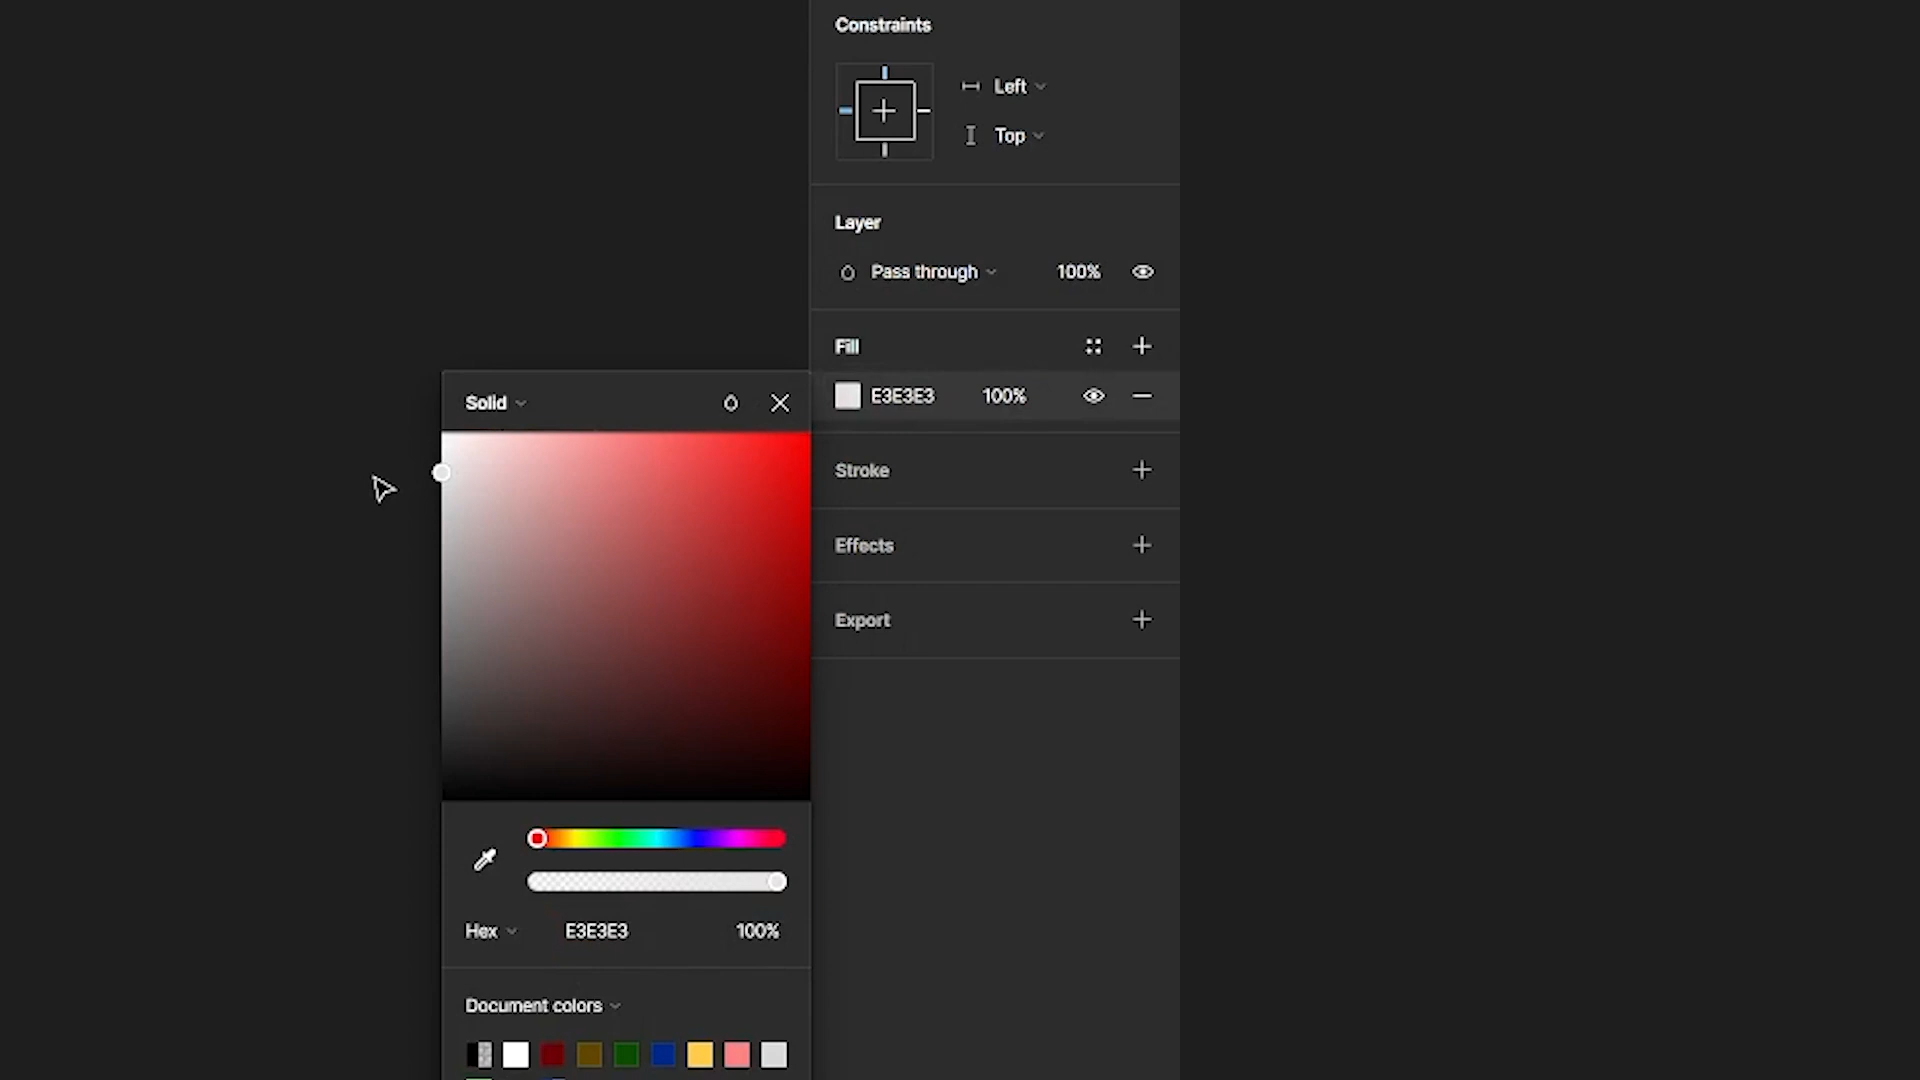 Constraints
Left
Top
Layer
Pass through 100%
Fill
E3E3E3 100%
Stroke
Effects
Export
Solid
Hex E3E3E3 100%
Document colors